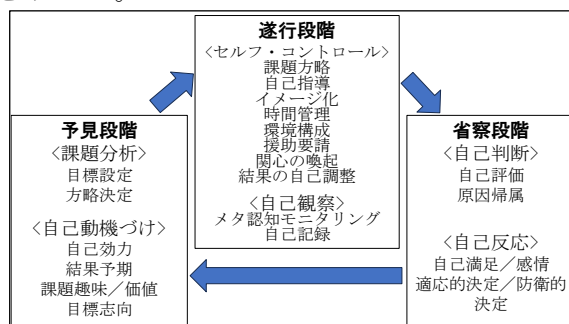 遂行段階
<セルフ・コントロール>
課題方略
自己指導
イメージ化
時間管理
環境構成
援助要請
関心の喚起
結果の自己調整
<自己観察>
メタ認知モニタリング
自己記録
予見段階
<課題分析>
目標設定
方略決定
<自己動機づけ>
自己効力
結果予期
課題趣味/価値
目標志向
省察段階
<自己判断>
自己評価
原因帰属
<自己反応>
自己満足/感情
適応的決定/防衛的
決定